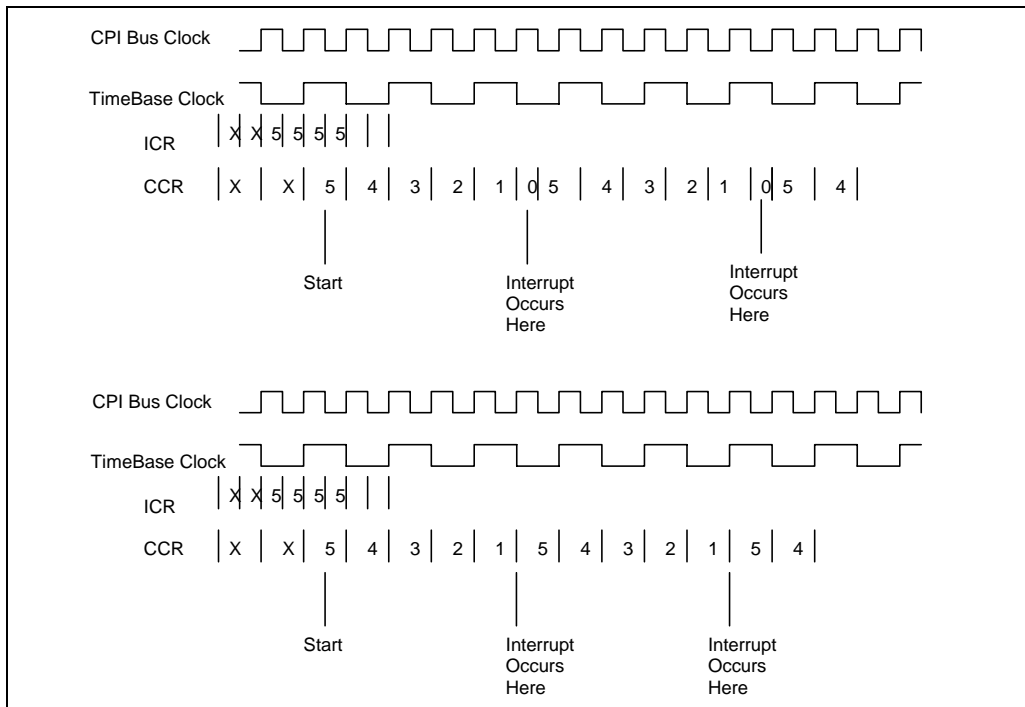 CPI Bus Clock
TimeBase Clock
ICR X X 5 5 5 5
CCR X X 5 4 3 2 1 0 5 4 3 2 1 0 5 4
Start
Interrupt
Occurs
Here
Interrupt
Occurs
Here
CPI Bus Clock
TimeBase Clock
ICR X X 5 5 5 5
CCR X X 5 4 3 2 1 5 4 3 2 1 5 4
Start
Interrupt
Occurs
Here
Interrupt
Occurs
Here